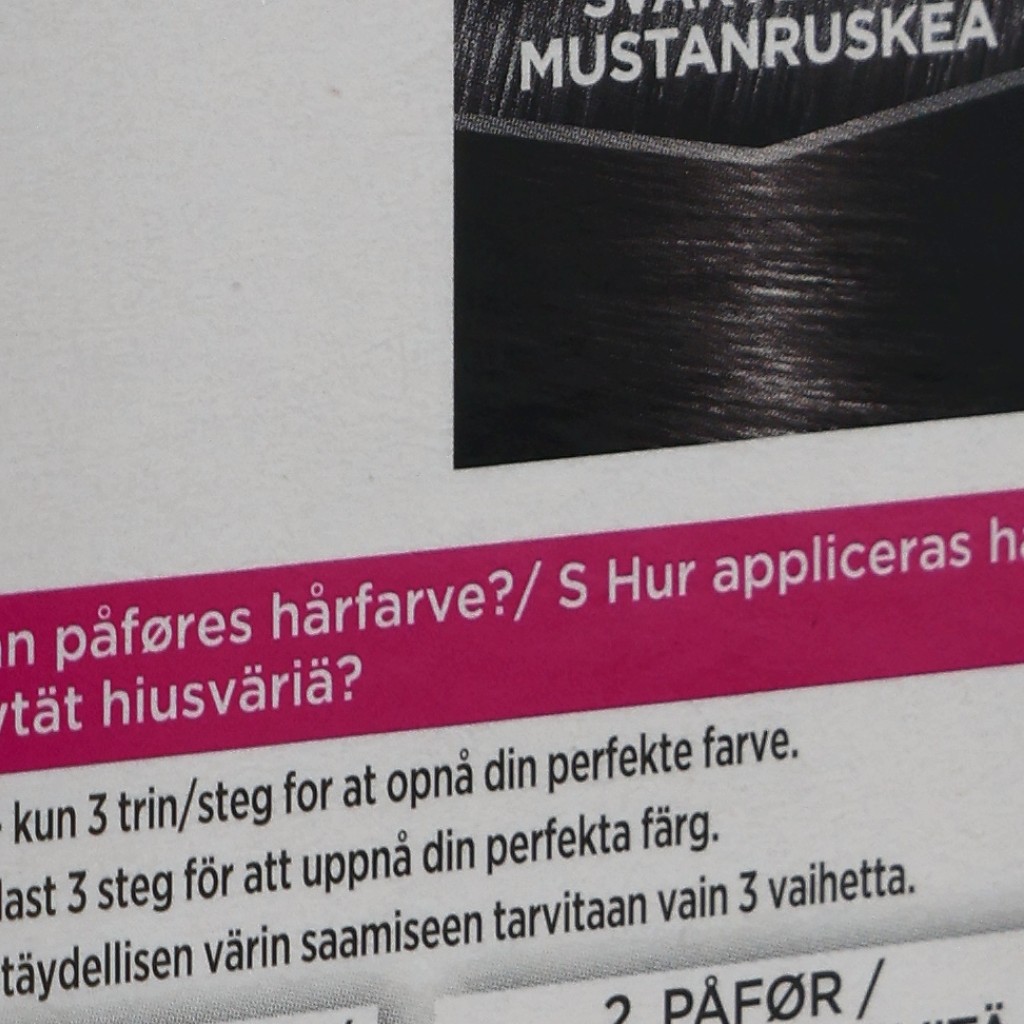 MUSTANRUSKEA
påføres hårfarve?/ S Hur appliceras
hiusväriä?
kun 3 trin/steg for at opnå din perfekte farve.
3 steg för att uppnå din perfekta färg.
täydellisen värin saamiseen tarvitaan vain 3 vaihetta.
2. PÅFØR /